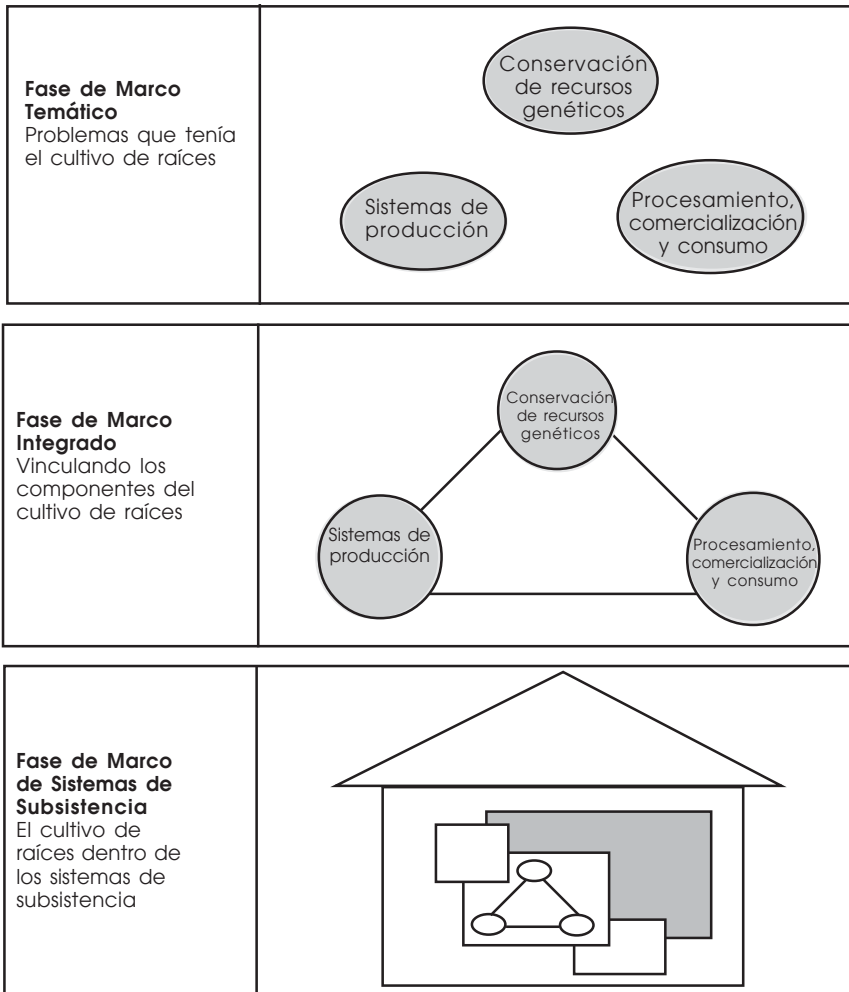 Fase de Marco
Temático
Problemas que tenía
el cultivo de raíces
Conservación
de recursos
genéticos
Sistemas de
producción
Procesamiento,
comercialización
y consumo
Fase de Marco
Integrado
Vinculando los
componentes del
cultivo de raíces
Conservación
de recursos
genéticos
Sistemas de
producción
Procesamiento,
comercialización
y consumo
Fase de Marco
de Sistemas de
Subsistencia
El cultivo de
raíces dentro de
los sistemas de
subsistencia